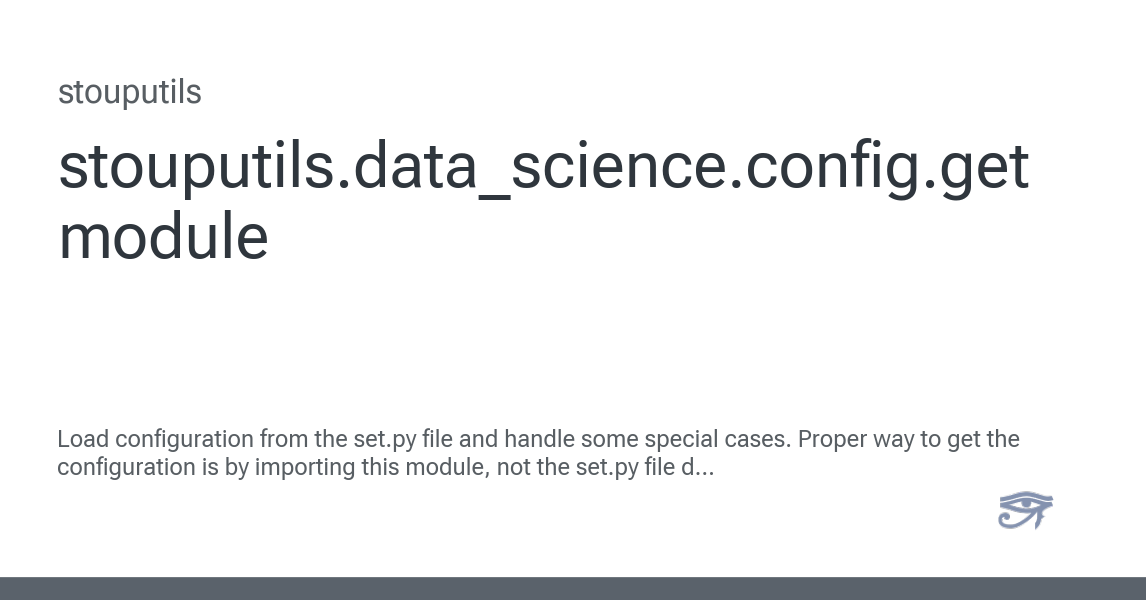 stouputils
stouputils.data_science.config.get
module
Load configuration from the set.py file and handle some special cases. Proper way to get the
configuration is by importing this module, not the set.py file d...